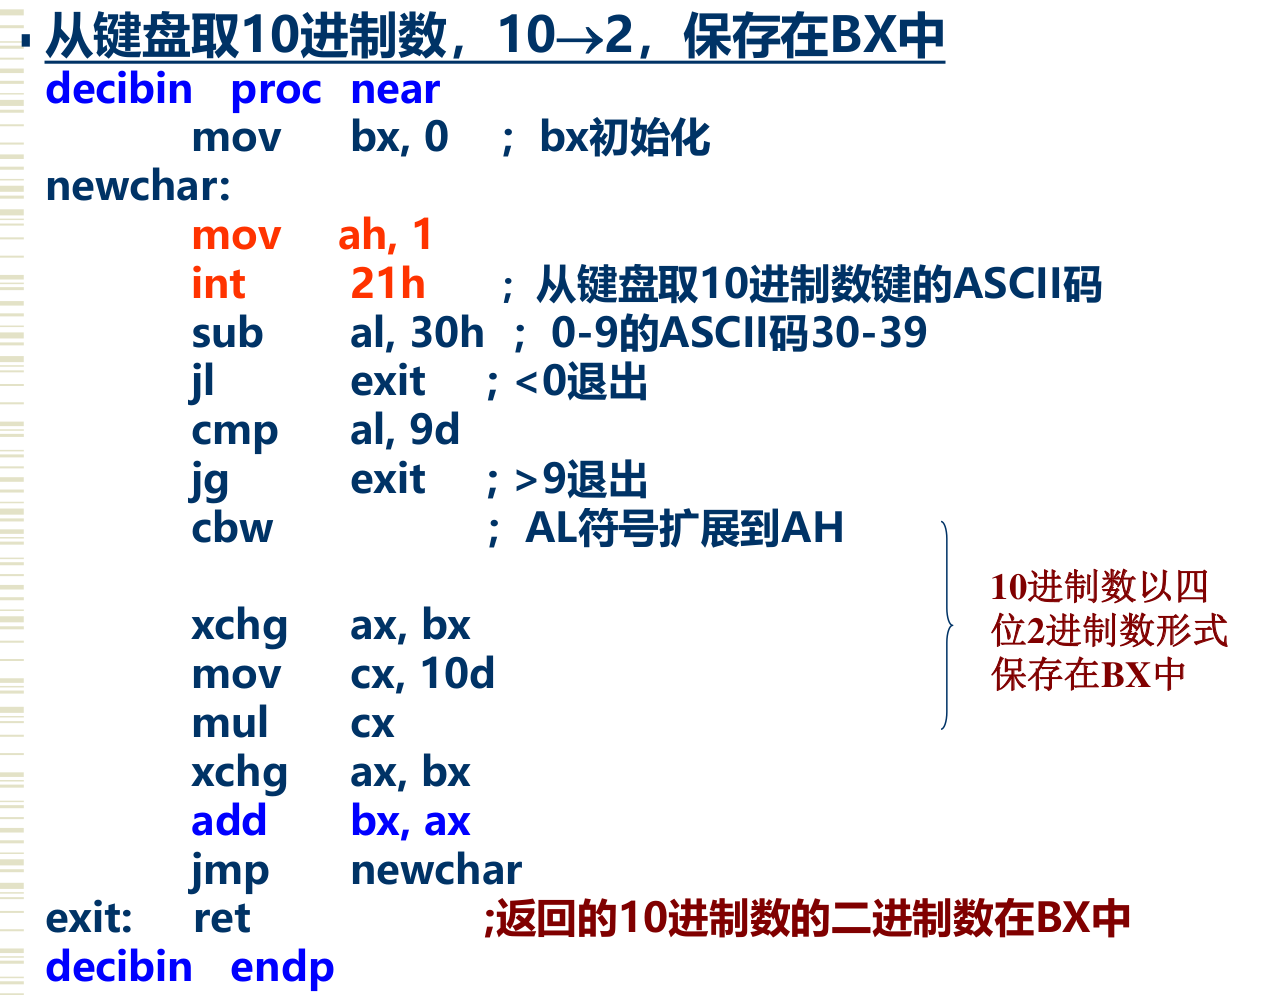 从键盘取10进制数，10→2，保存在BX中
decibin proc near
mov bx, 0 ；bx初始化
newchar:
mov ah, 1
int 21h ；从键盘取10进制数键的ASCII码
sub al, 30h ；0-9的ASCII码30-39
jl exit ；<0退出
cmp al, 9d
jg exit ；>9退出
cbw ；AL符号扩展到AH
10进制数以四
位2进制数形式
保存在BX中
xchg ax, bx
mov cx, 10d
mul cx
xchg ax, bx
add bx, ax
jmp newchar
exit: ret ;返回的10进制数的二进制数在BX中
decibin endp